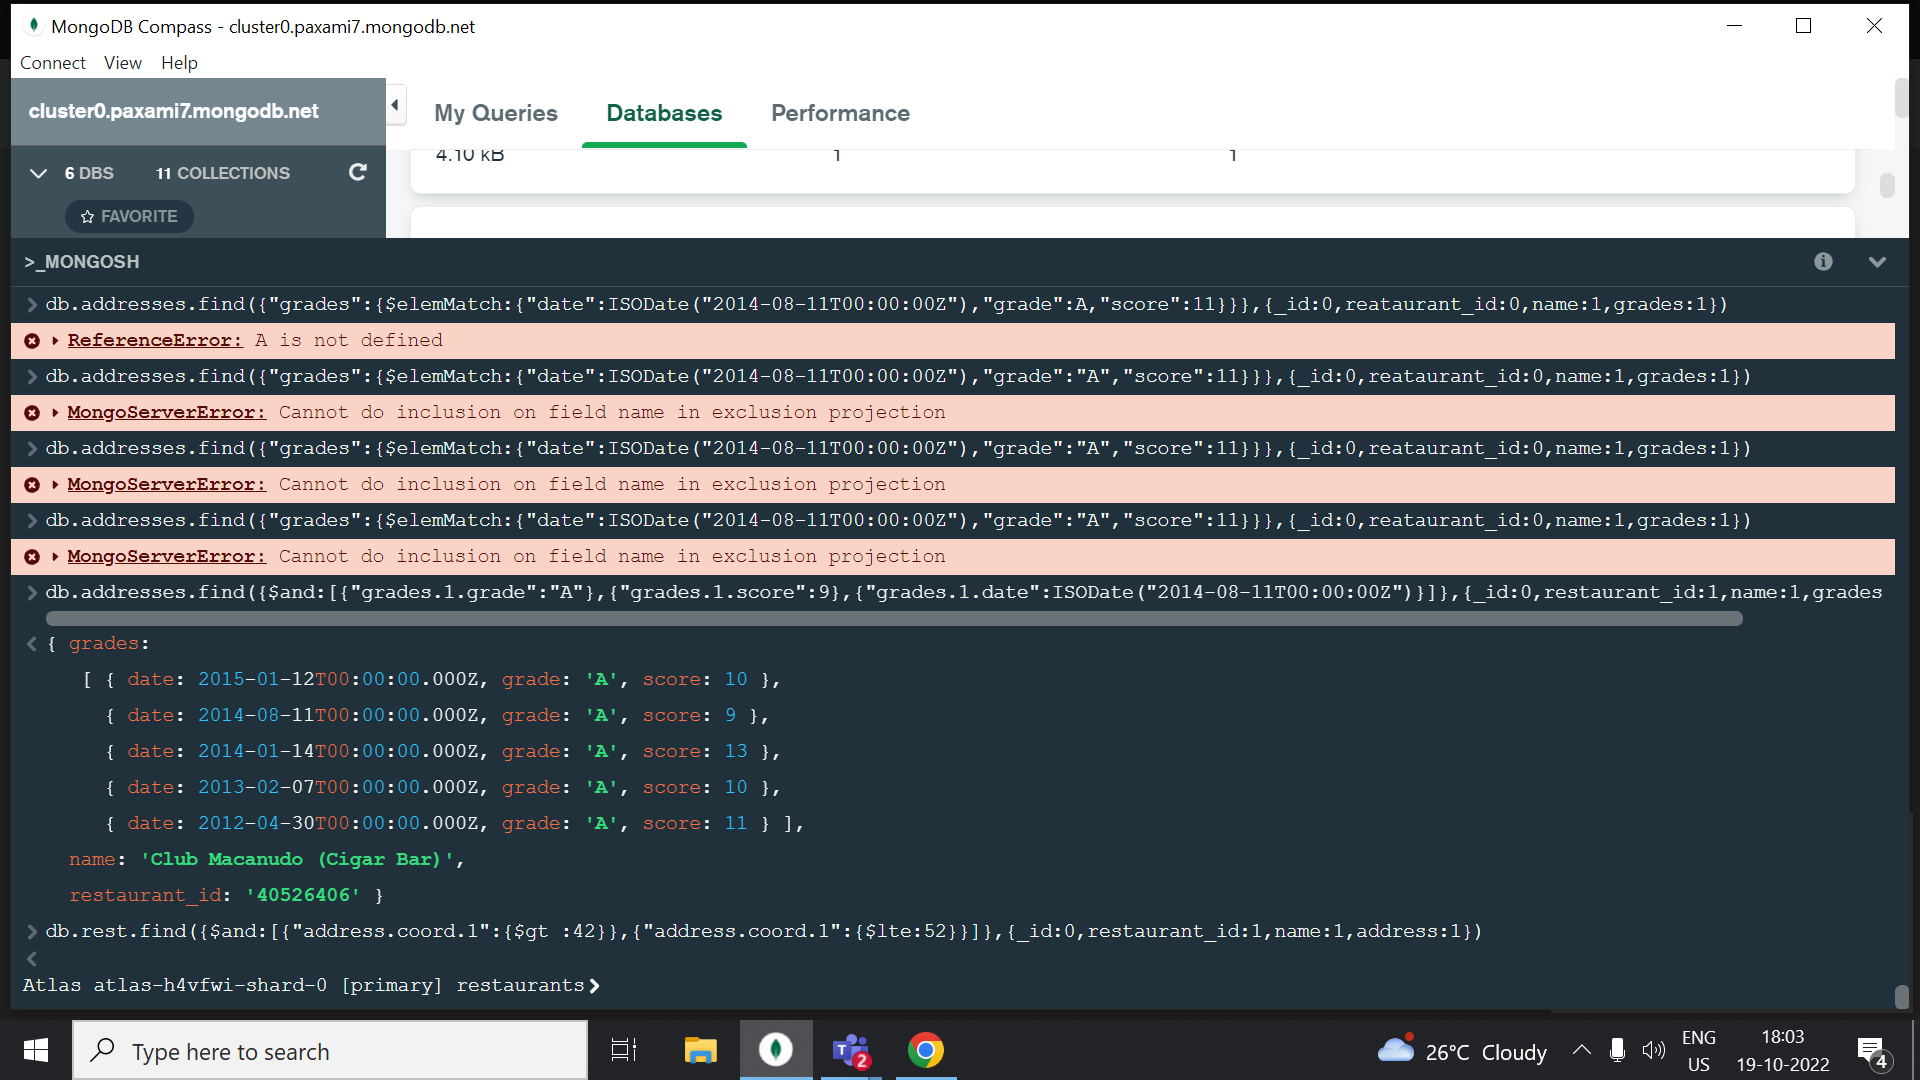 MongoDB Compass - cluster0.paxami7.mongodb.net
Connect View Help
cluster0.paxami7.mongodb.net
My Queries Databases Performance
4.10 kB 1 1
6 DBS 11 COLLECTIONS
FAVORITE
>_MONGOSH
db.addresses.find({"grades":{$elemMatch:{"date":ISODate("2014-08-11T00:00:00Z"),"grade":A,"score":11}}},{_id:0,reataurant_id:0,name:1,grades:1})
ReferenceError: A is not defined
db.addresses.find({"grades":{$elemMatch:{"date":ISODate("2014-08-11T00:00:00Z"),"grade":"A","score":11}}},{_id:0,reataurant_id:0,name:1,grades:1})
MongoServerError: Cannot do inclusion on field name in exclusion projection
db.addresses.find({"grades":{$elemMatch:{"date":ISODate("2014-08-11T00:00:00Z"),"grade":"A","score":11}}},{_id:0,reataurant_id:0,name:1,grades:1})
MongoServerError: Cannot do inclusion on field name in exclusion projection
db.addresses.find({"grades":{$elemMatch:{"date":ISODate("2014-08-11T00:00:00Z"),"grade":"A","score":11}}},{_id:0,reataurant_id:0,name:1,grades:1})
MongoServerError: Cannot do inclusion on field name in exclusion projection
db.addresses.find({$and:[{"grades.1.grade":"A"},{"grades.1.score":9},{"grades.1.date":ISODate("2014-08-11T00:00:00Z")}]},{_id:0,restaurant_id:1,name:1,grades
{ grades:
[ { date: 2015-01-12T00:00:00.000Z, grade: 'A', score: 10 },
{ date: 2014-08-11T00:00:00.000Z, grade: 'A', score: 9 },
{ date: 2014-01-14T00:00:00.000Z, grade: 'A', score: 13 },
{ date: 2013-02-07T00:00:00.000Z, grade: 'A', score: 10 },
{ date: 2012-04-30T00:00:00.000Z, grade: 'A', score: 11 } ],
name: 'Club Macanudo (Cigar Bar)',
restaurant_id: '40526406' }
db.rest.find({$and:[{"address.coord.1":{$gt :42}},{"address.coord.1":{$lte:52}}]},{_id:0,restaurant_id:1,name:1,address:1})
Atlas atlas-h4vfwi-shard-0 [primary] restaurants>
Type here to search
T 2
26°C Cloudy
ENG
US
18:03
19-10-2022
4